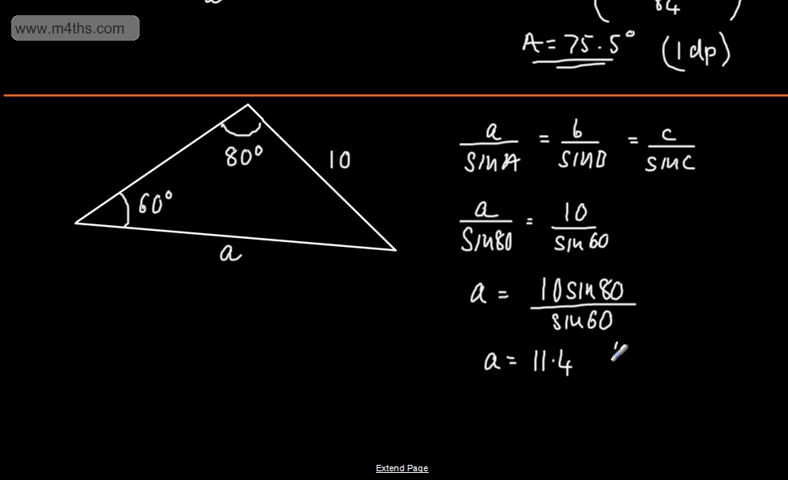 www.m4ths.com
84
A = 75.5° (1dp)
80°
10
60°
a
a/sinA = b/sinB = c/sinC
a/sin80 = 10/sin60
a = 10sin80/sin60
a = 11.4
Extend Page